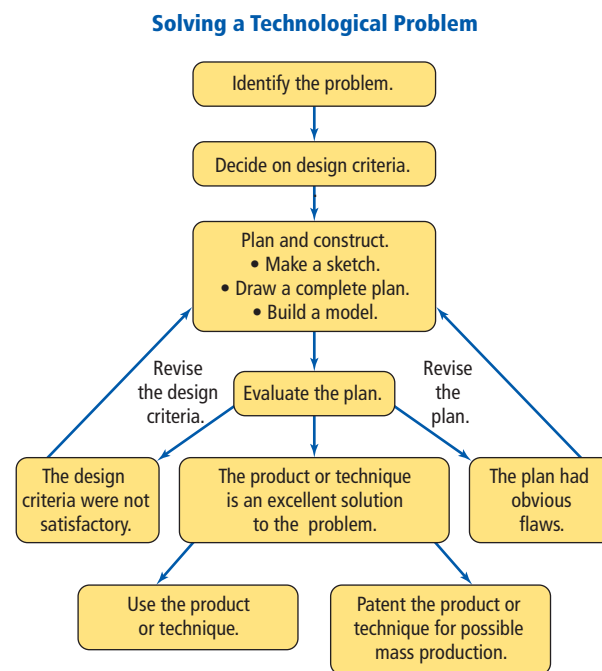 Solving a Technological Problem
Identify the problem.
Decide on design criteria.
Plan and construct.
• Make a sketch.
• Draw a complete plan.
• Build a model.
Revise
the design
criteria.
Evaluate the plan.
Revise
the
plan.
The design
criteria were not
satisfactory.
The product or technique
is an excellent solution
to the problem.
The plan had
obvious
flaws.
Use the product
or technique.
Patent the product or
technique for possible
mass production.